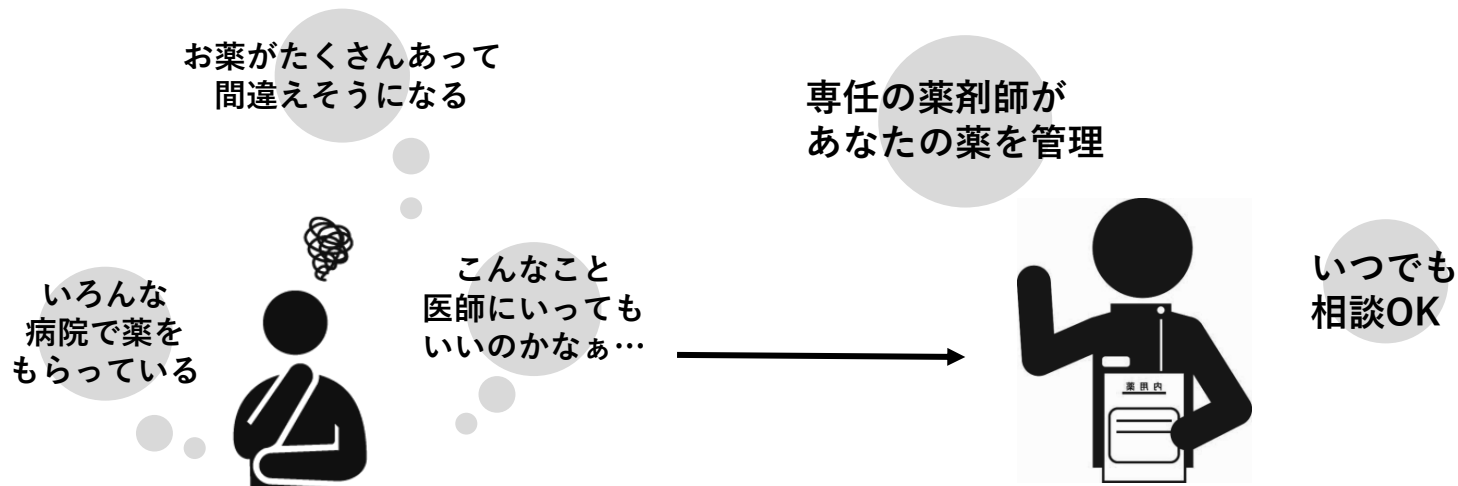 お薬がたくさんあって
間違えそうになる
いろんな
病院で薬を
もらっている
こんなこと
医師にいっても
いいのかなぁ…
専任の薬剤師が
あなたの薬を管理
いつでも
相談OK
薬用内